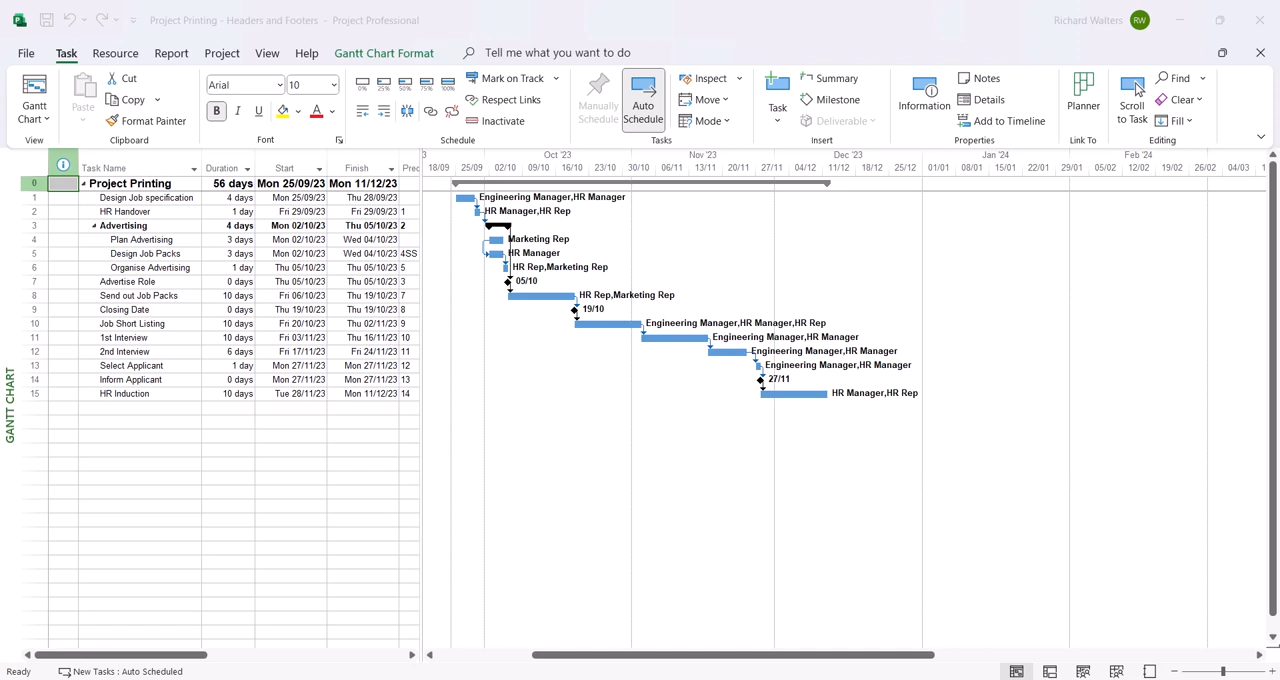 Project Printing - Headers and Footers - Project Professional
Richard Walters RW
File Task Resource Report Project View Help Gantt Chart Format Tell me what you want to do
Gantt Chart
View
Paste
Cut
Copy
Format Painter
Clipboard
Arial 10
B I U A
Font
0% 25% 50% 75% 100%
Mark on Track
Respect Links
Inactivate
Schedule
Manually Schedule
Auto Schedule
Inspect
Move
Mode
Tasks
Task
Summary
Milestone
Deliverable
Insert
Information
Notes
Details
Add to Timeline
Properties
Planner
Link To
Scroll to Task
Find
Clear
Fill
Editing
Task Name Duration Start Finish Prec
0 Project Printing 56 days Mon 25/09/23 Mon 11/12/23
1 Design Job specification 4 days Mon 25/09/23 Thu 28/09/23
2 HR Handover 1 day Fri 29/09/23 Fri 29/09/23 1
3 Advertising 4 days Mon 02/10/23 Thu 05/10/23 2
4 Plan Advertising 3 days Mon 02/10/23 Wed 04/10/23
5 Design Job Packs 3 days Mon 02/10/23 Wed 04/10/23 4SS
6 Organise Advertising 1 day Thu 05/10/23 Thu 05/10/23 5
7 Advertise Role 0 days Thu 05/10/23 Thu 05/10/23 3
8 Send out Job Packs 10 days Fri 06/10/23 Thu 19/10/23 7
9 Closing Date 0 days Thu 19/10/23 Thu 19/10/23 8
10 Job Short Listing 10 days Fri 20/10/23 Thu 02/11/23 9
11 1st Interview 10 days Fri 03/11/23 Thu 16/11/23 10
12 2nd Interview 6 days Fri 17/11/23 Fri 24/11/23 11
13 Select Applicant 1 day Mon 27/11/23 Mon 27/11/23 12
14 Inform Applicant 0 days Mon 27/11/23 Mon 27/11/23 13
15 HR Induction 10 days Tue 28/11/23 Mon 11/12/23 14
GANTT CHART
3 Oct '23 Nov '23 Dec '23 Jan '24 Feb '24
18/09 25/09 02/10 09/10 16/10 23/10 30/10 06/11 13/11 20/11 27/11 04/12 11/12 18/12 25/12 01/01 08/01 15/01 22/01 29/01 05/02 12/02 19/02 26/02 04/03 1
Engineering Manager,HR Manager
HR Manager,HR Rep
Marketing Rep
HR Manager
HR Rep,Marketing Rep
05/10
HR Rep,Marketing Rep
19/10
Engineering Manager,HR Manager,HR Rep
Engineering Manager,HR Manager
Engineering Manager,HR Manager
Engineering Manager,HR Manager
27/11
HR Manager,HR Rep
Ready New Tasks : Auto Scheduled